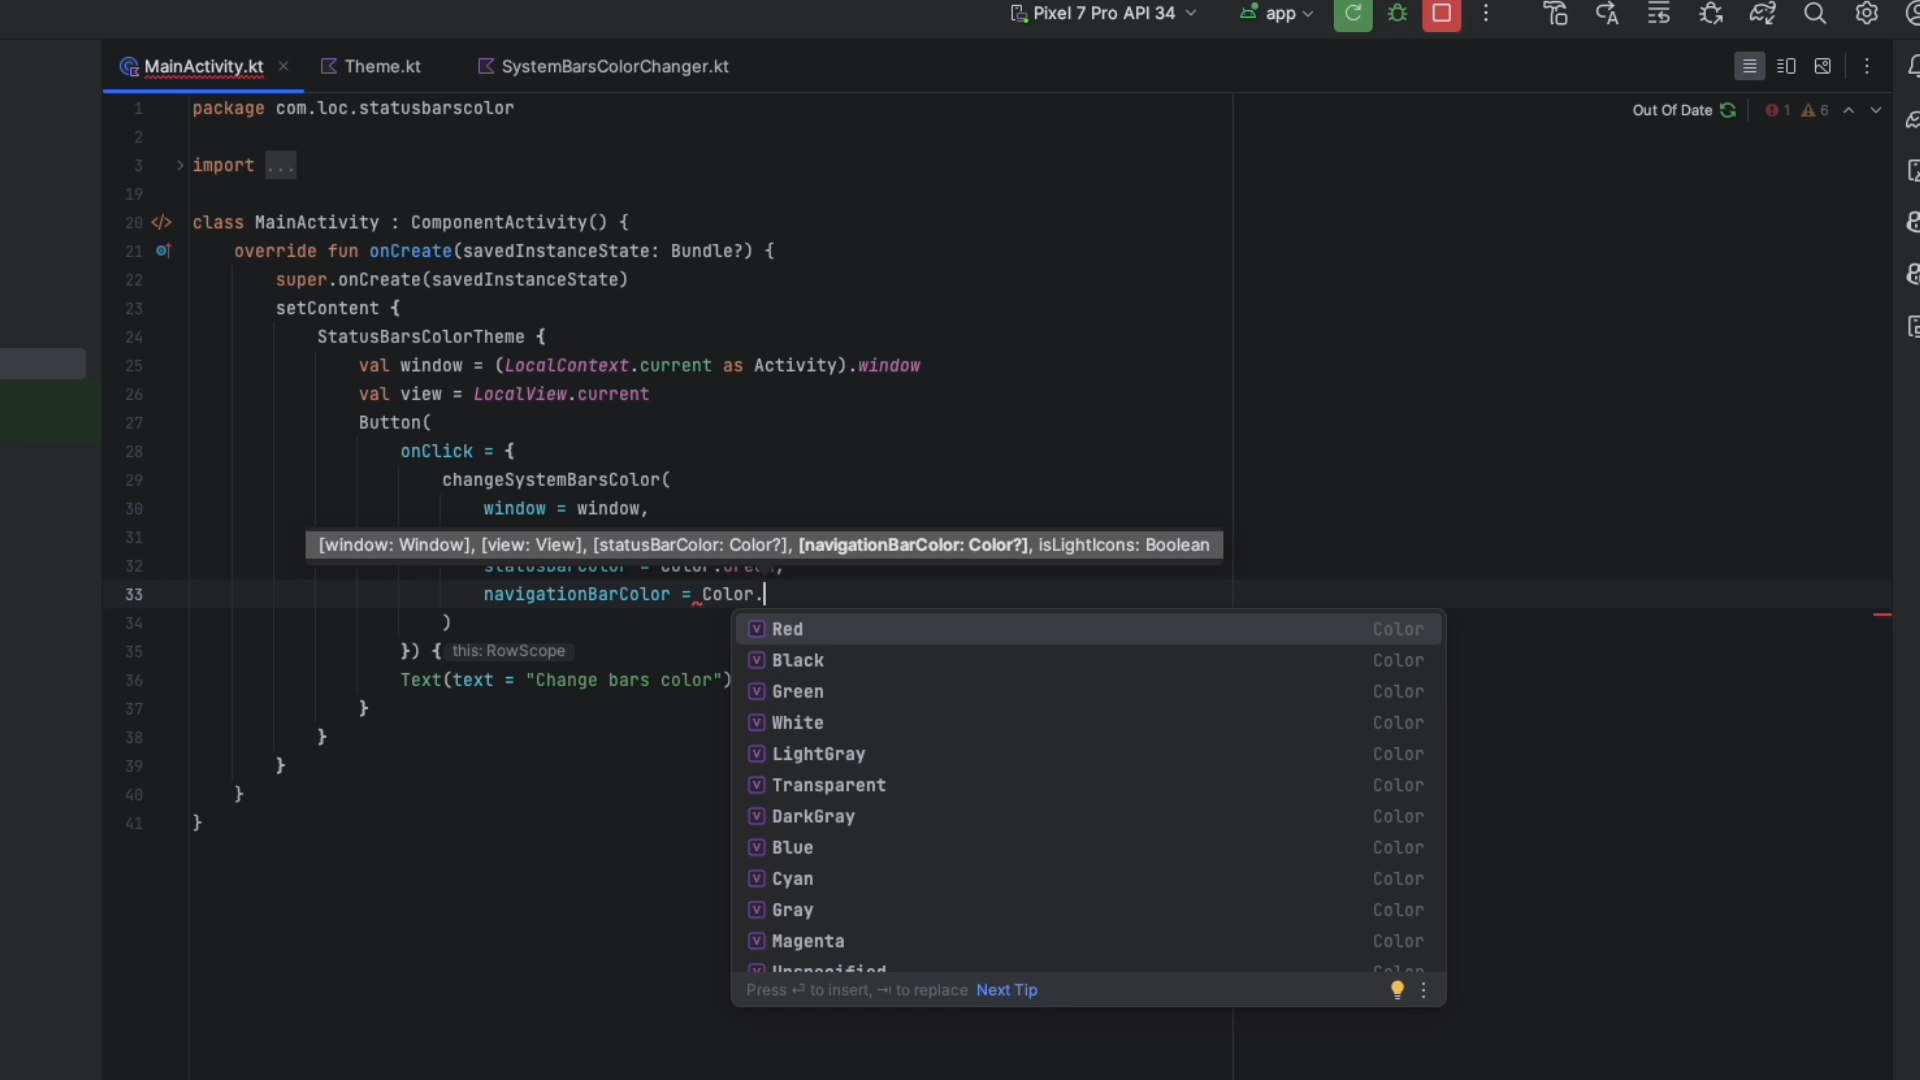 Pixel 7 Pro API 34 app
MainActivity.kt Theme.kt SystemBarsColorChanger.kt
Out Of Date 1 6
1 package com.loc.statusbarscolor
2
3 import ...
19
20 class MainActivity : ComponentActivity() {
21 override fun onCreate(savedInstanceState: Bundle?) {
22 super.onCreate(savedInstanceState)
23 setContent {
24 StatusBarsColorTheme {
25 val window = (LocalContext.current as Activity).window
26 val view = LocalView.current
27 Button(
28 onClick = {
29 changeSystemBarsColor(
30 window = window,
31
[window: Window], [view: View], [statusBarColor: Color?], [navigationBarColor: Color?], isLightIcons: Boolean
32 statusBarColor = Color.
33 navigationBarColor = Color.
34 )
35 }) { this: RowScope
36 Text(text = "Change bars color")
37 }
38 }
39 }
40 }
41 }
Red Color
Black Color
Green Color
White Color
LightGray Color
Transparent Color
DarkGray Color
Blue Color
Cyan Color
Gray Color
Magenta Color
Unspecified Color
Press ↵ to insert, ⇥ to replace Next Tip